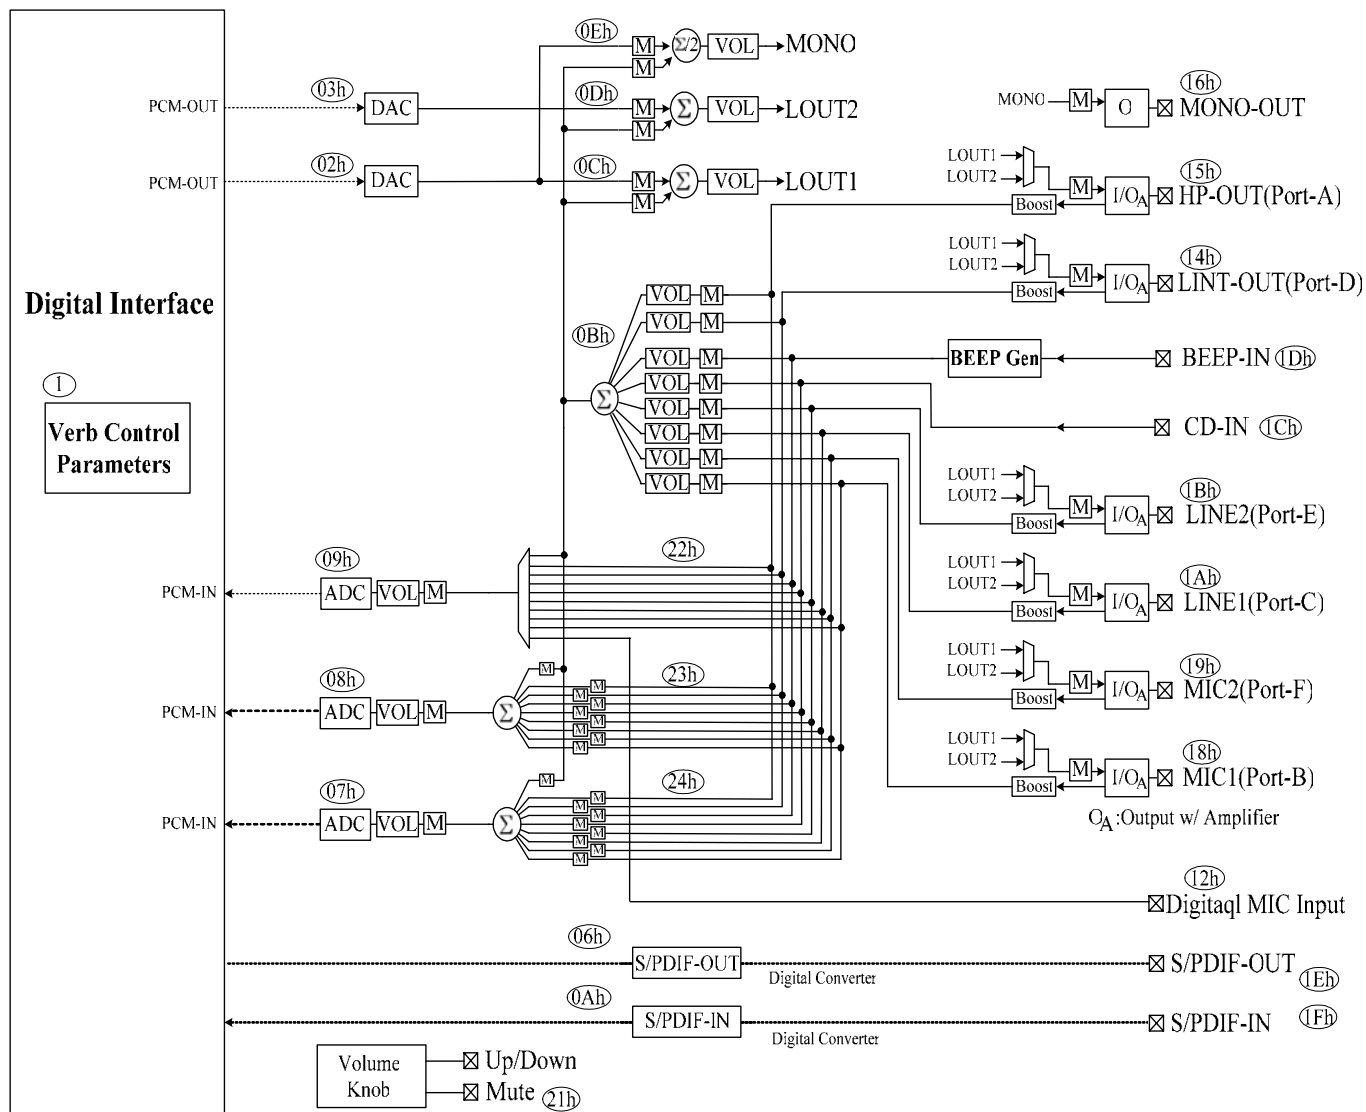 0Eh
M
Σ/2
VOL
MONO
M
03h
PCM-OUT
DAC
0Dh
M
Σ
VOL
LOUT2
M
16h
MONO
M
O
MONO-OUT
02h
PCM-OUT
DAC
0Ch
M
Σ
VOL
LOUT1
M
LOUT1
LOUT2
M
Boost
I/OA
15h
HP-OUT(Port-A)
LOUT1
LOUT2
M
Boost
I/OA
14h
LINT-OUT(Port-D)
Digital Interface
0Bh
Σ
VOL M
VOL M
VOL M
VOL M
VOL M
VOL M
VOL M
VOL M
BEEP Gen
BEEP-IN 1Dh
CD-IN 1Ch
1
Verb Control
Parameters
LOUT1
LOUT2
M
Boost
I/OA
1Bh
LINE2(Port-E)
09h
PCM-IN
ADC VOL M
22h
LOUT1
LOUT2
M
Boost
I/OA
1Ah
LINE1(Port-C)
08h
PCM-IN
ADC VOL M
Σ
M
23h
M
M
M
M
M
M
M
M
LOUT1
LOUT2
M
Boost
I/OA
19h
MIC2(Port-F)
07h
PCM-IN
ADC VOL M
Σ
M
24h
M
M
M
M
M
M
M
M
LOUT1
LOUT2
M
Boost
I/OA
18h
MIC1(Port-B)
OA :Output w/ Amplifier
12h
Digitaql MIC Input
06h
S/PDIF-OUT
Digital Converter
S/PDIF-OUT
1Eh
0Ah
S/PDIF-IN
Digital Converter
S/PDIF-IN
1Fh
Volume
Knob
Up/Down
Mute 21h